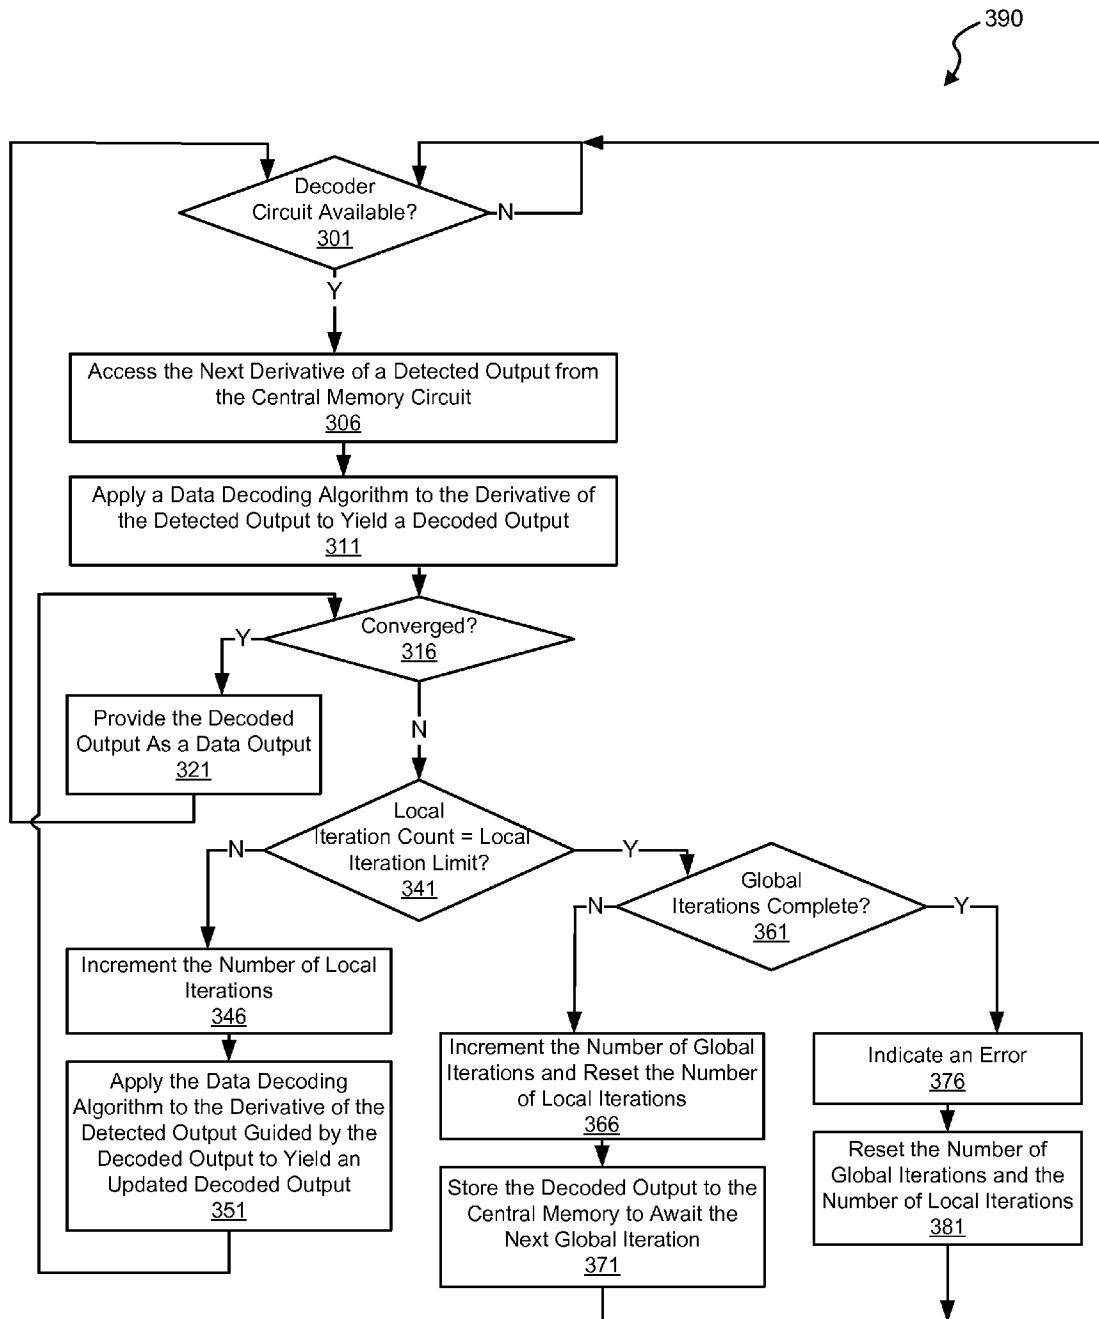 390
Decoder
Circuit Available?
301
N
Y
Access the Next Derivative of a Detected Output from
the Central Memory Circuit
306
Apply a Data Decoding Algorithm to the Derivative of
the Detected Output to Yield a Decoded Output
311
Converged?
316
Y
N
Provide the Decoded
Output As a Data Output
321
Local
Iteration Count = Local
Iteration Limit?
341
N
Y
Global
Iterations Complete?
361
N
Y
Increment the Number of Local
Iterations
346
Apply the Data Decoding
Algorithm to the Derivative of the
Detected Output Guided by the
Decoded Output to Yield an
Updated Decoded Output
351
Increment the Number of Global
Iterations and Reset the Number
of Local Iterations
366
Store the Decoded Output to the
Central Memory to Await the
Next Global Iteration
371
Indicate an Error
376
Reset the Number of
Global Iterations and the
Number of Local Iterations
381